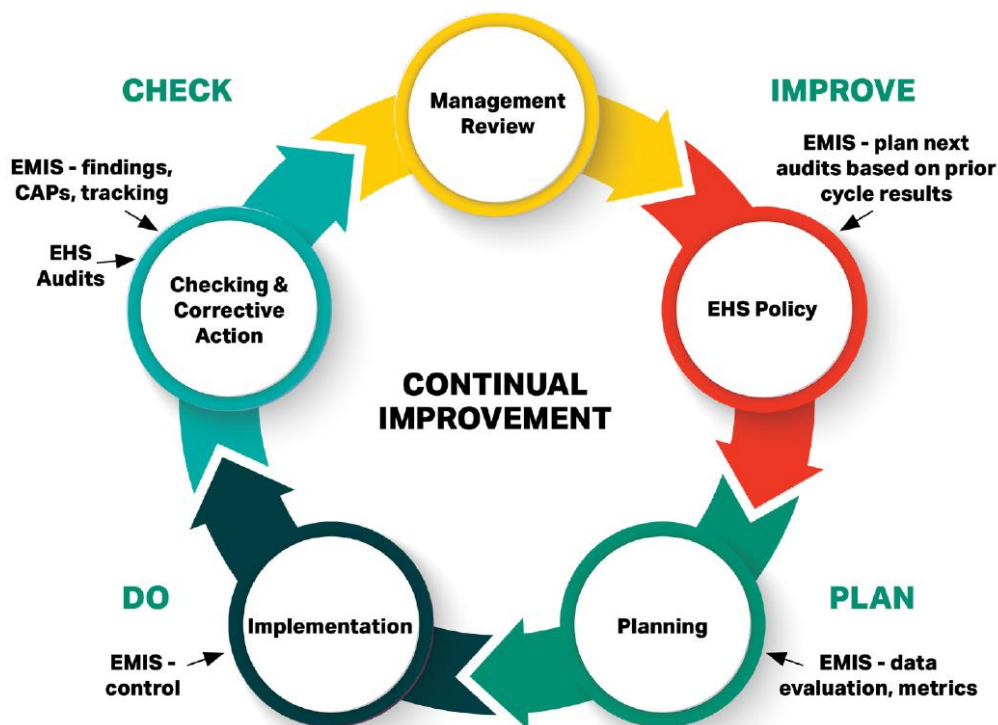 CHECK
IMPROVE
Management
Review
EMIS - findings,
CAPs, tracking
EHS
Audits
EMIS - plan next
audits based on prior
cycle results
Checking &
Corrective
Action
EHS Policy
CONTINUAL
IMPROVEMENT
DO
Implementation
EMIS -
control
Planning
PLAN
EMIS - data
evaluation, metrics